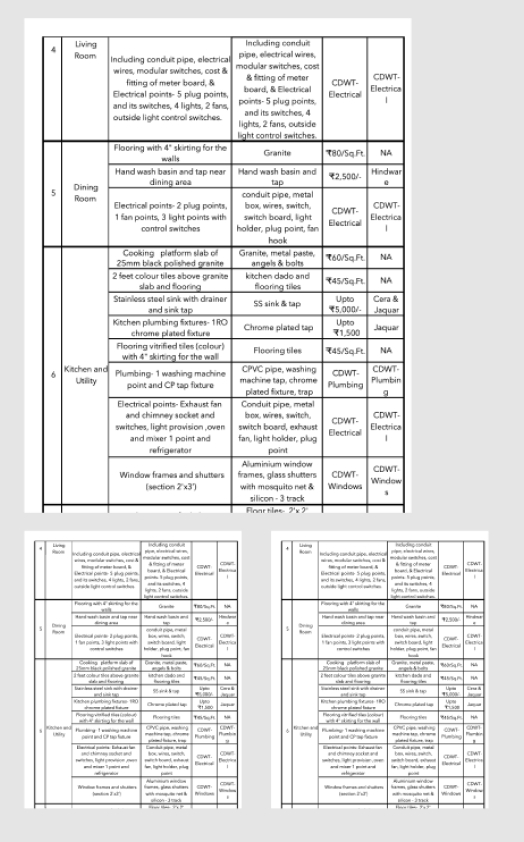 4
Living
Room
Including conduit pipe, electrical
wires, modular switches, cost &
fitting of meter board, &
Electrical points- 5 plug points,
and its switches, 4 lights, 2 fans,
outside light control switches.
Including conduit
pipe, electrical wires,
modular switches, cost
& fitting of meter
board, & Electrical
points- 5 plug points,
and its switches, 4
lights, 2 fans, outside
light control switches.
CDWT-
Electrical
CDWT-
Electrica
l
5
Dining
Room
Flooring with 4" skirting for the
walls
Granite
₹80/Sq.Ft.
NA
Hand wash basin and tap near
dining area
Hand wash basin and
tap
₹2,500/-
Hindwar
e
Electrical points- 2 plug points,
1 fan points, 3 light points with
control switches
conduit pipe, metal
box, wires, switch,
switch board, light
holder, plug point, fan
hook
CDWT-
Electrical
CDWT-
Electrica
l
6
Kitchen and
Utility
Cooking platform slab of
25mm black polished granite
Granite, metal paste,
angels & bolts
₹60/Sq.Ft.
NA
2 feet colour tiles above granite
slab and flooring
kitchen dado and
flooring tiles
₹45/Sq.Ft.
NA
Stainless steel sink with drainer
and sink tap
SS sink & tap
Upto
₹5,000/-
Cera &
Jaquar
Kitchen plumbing fixtures- 1RO
chrome plated fixture
Chrome plated tap
Upto
₹1,500
Jaquar
Flooring vitrified tiles (colour)
with 4" skirting for the wall
Flooring tiles
₹45/Sq.Ft.
NA
Plumbing- 1 washing machine
point and CP tap fixture
CPVC pipe, washing
machine tap, chrome
plated fixture, trap
CDWT-
Plumbing
CDWT-
Plumbin
g
Electrical points- Exhaust fan
and chimney socket and
switches, light provision ,oven
and mixer 1 point and
refrigerator
Conduit pipe, metal
box, wires, switch,
switch board, exhaust
fan, light holder, plug
point
CDWT-
Electrical
CDWT-
Electrica
l
Window frames and shutters
(section 2'x3')
Aluminium window
frames, glass shutters
with mosquito net &
silicon - 3 track
CDWT-
Windows
CDWT-
Window
s
Floor tiles- 2'x 2'